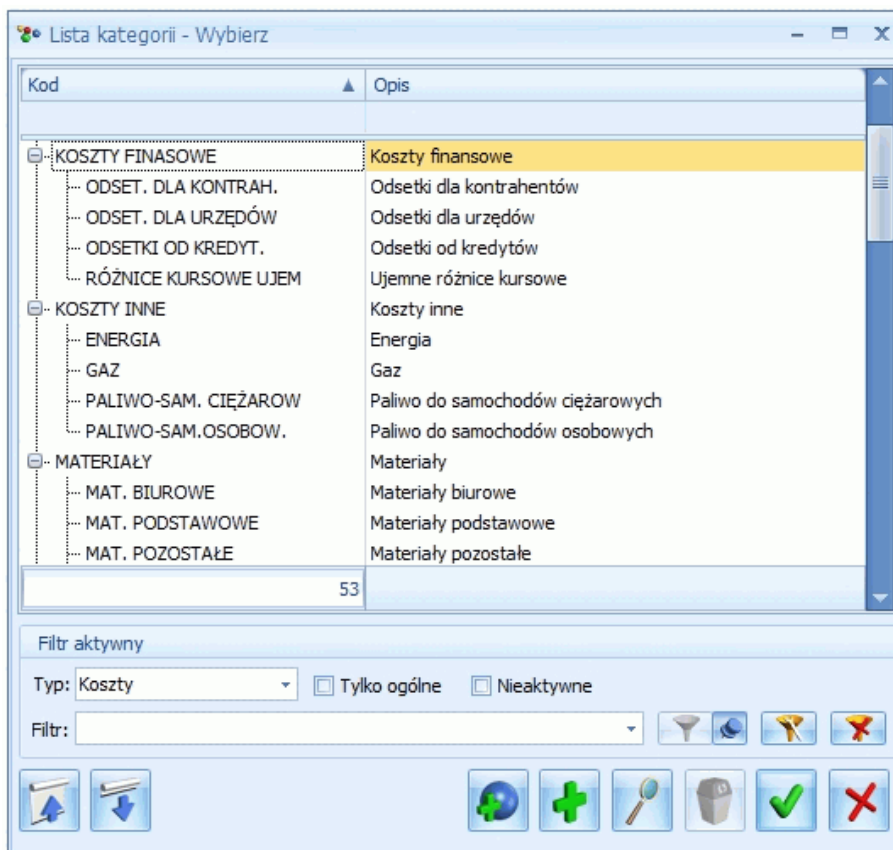 Lista kategorii - Wybierz
Kod Opis
KOSZTY FINASOWE Koszty finansowe
ODSET. DLA KONTRAH. Odsetki dla kontrahentów
ODSET. DLA URZĘDÓW Odsetki dla urzędów
ODSETKI OD KREDYT. Odsetki od kredytów
RÓŻNICE KURSOWE UJEM Ujemne różnice kursowe
KOSZTY INNE Koszty inne
ENERGIA Energia
GAZ Gaz
PALIWO-SAM. CIĘŻAROW Paliwo do samochodów ciężarowych
PALIWO-SAM.OSOBOW. Paliwo do samochodów osobowych
MATERIAŁY Materiały
MAT. BIUROWE Materiały biurowe
MAT. PODSTAWOWE Materiały podstawowe
MAT. POZOSTAŁE Materiały pozostałe
53
Filtr aktywny
Typ: Koszty Tylko ogólne Nieaktywne
Filtr: